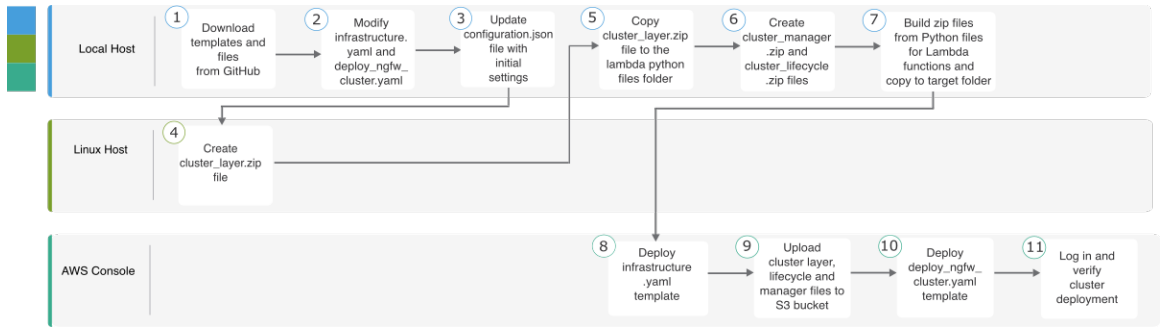 Local Host
1
Download
templates and
files
from GitHub
2
Modify
infrastructure.
yaml and
deploy_ngfw_
cluster.yaml
3
Update
configuration.json
file with
initial
settings
5
Copy
cluster_layer.zip
file to the
lambda python
files folder
6
Create
cluster_manager
.zip and
cluster_lifecycle
.zip files
7
Build zip files
from Python files
for Lambda
functions and
copy to target folder
Linux Host
4
Create
cluster_layer.zip
file
AWS Console
8
Deploy
infrastructure
.yaml
template
9
Upload
cluster layer,
lifecycle and
manager files to
S3 bucket
10
Deploy
deploy_ngfw_
cluster.yaml
template
11
Log in and
verify
cluster
deployment